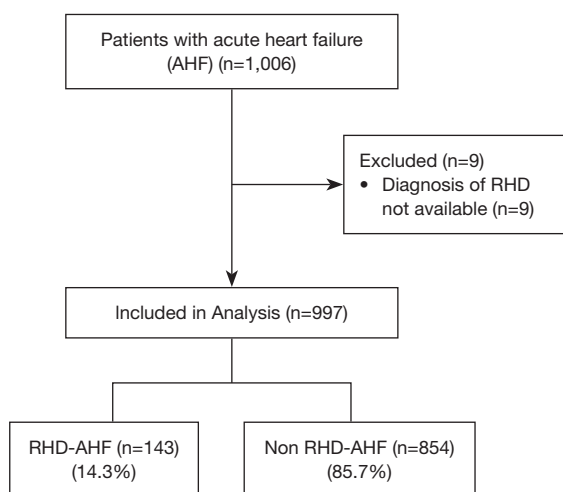 Patients with acute heart failure
(AHF) (n=1,006)
Excluded (n=9)
• Diagnosis of RHD
not available (n=9)
Included in Analysis (n=997)
RHD-AHF (n=143)
(14.3%)
Non RHD-AHF (n=854)
(85.7%)